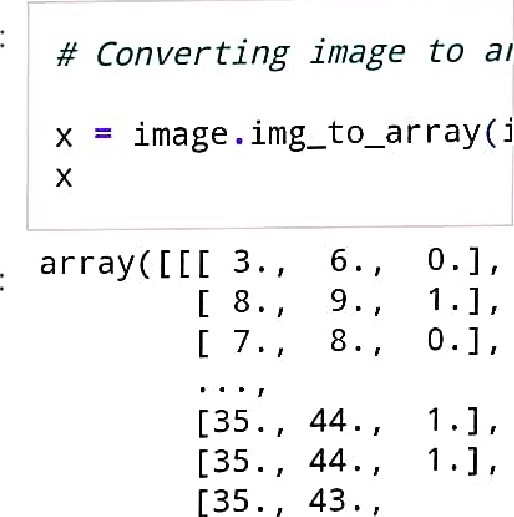 :
# Converting image to
x = image.img_to_array(i
x
:
array([[[ 3., 6., 0.],
[ 8., 9., 1.],
[ 7., 8., 0.],
...,
[35., 44., 1.],
[35., 44., 1.],
[35., 43.,